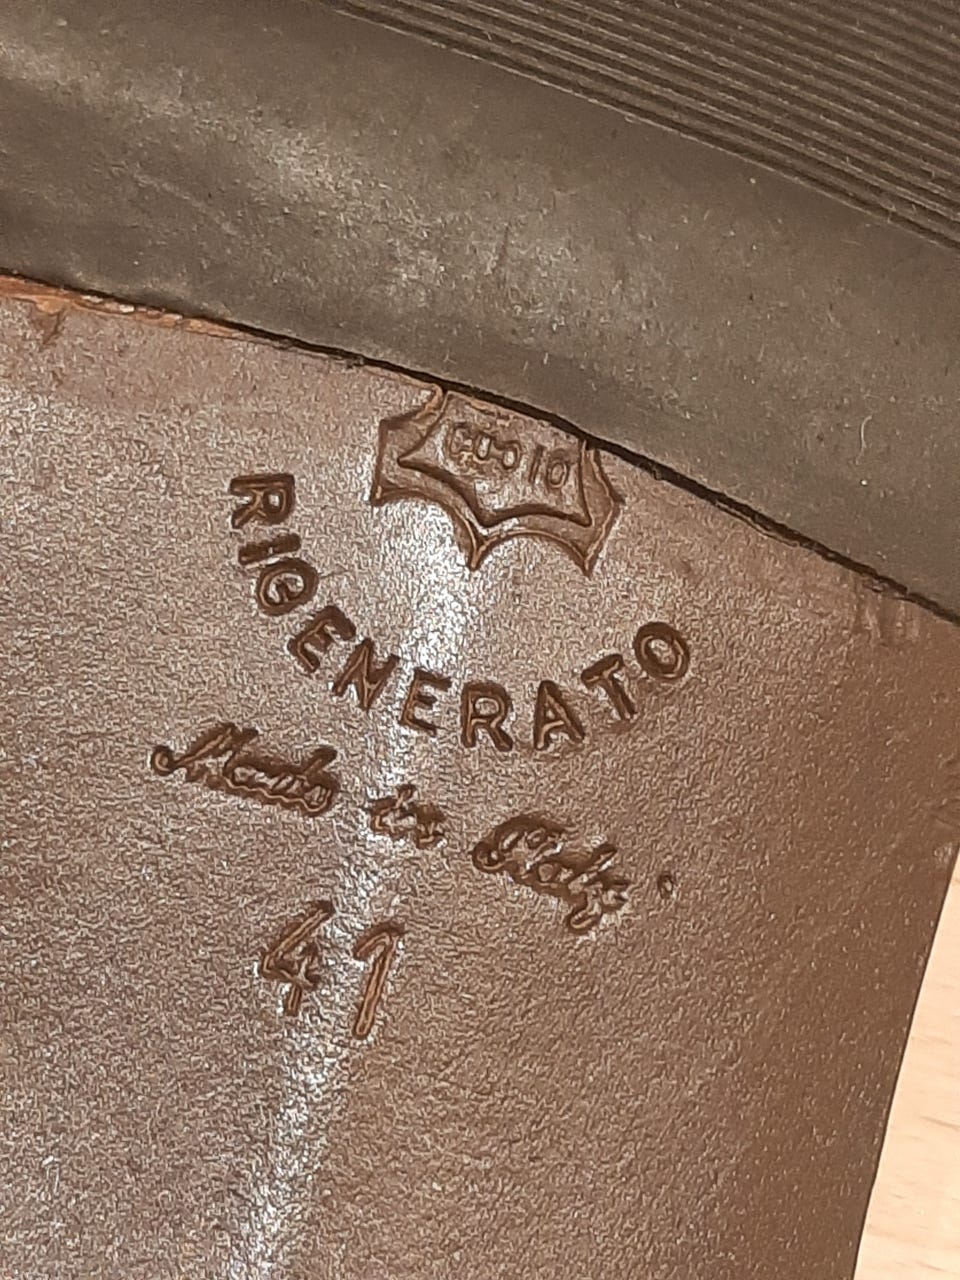 CUOIO
RIGENERATO
Made in Italy
41